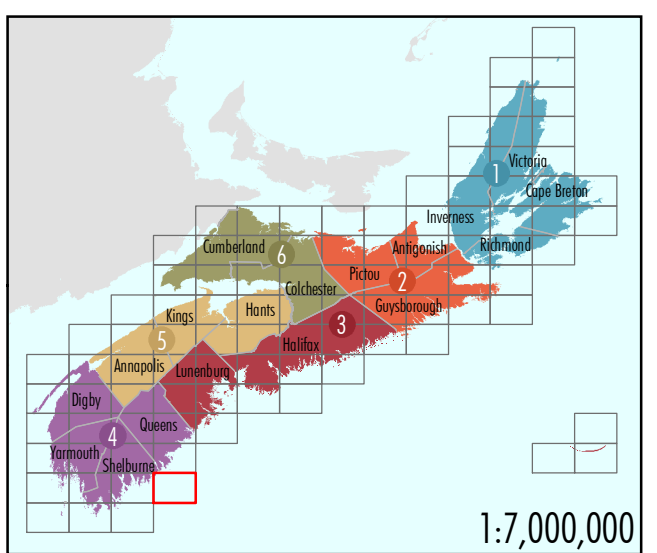 Victoria
1
Cape Breton
Inverness
Cumberland
Antigonish
Richmond
6
Pictou
2
Colchester
Guysborough
Kings
Hants
3
5
Halifax
Annapolis
Lunenburg
Digby
Queens
4
Yarmouth
Shelburne
1:7,000,000